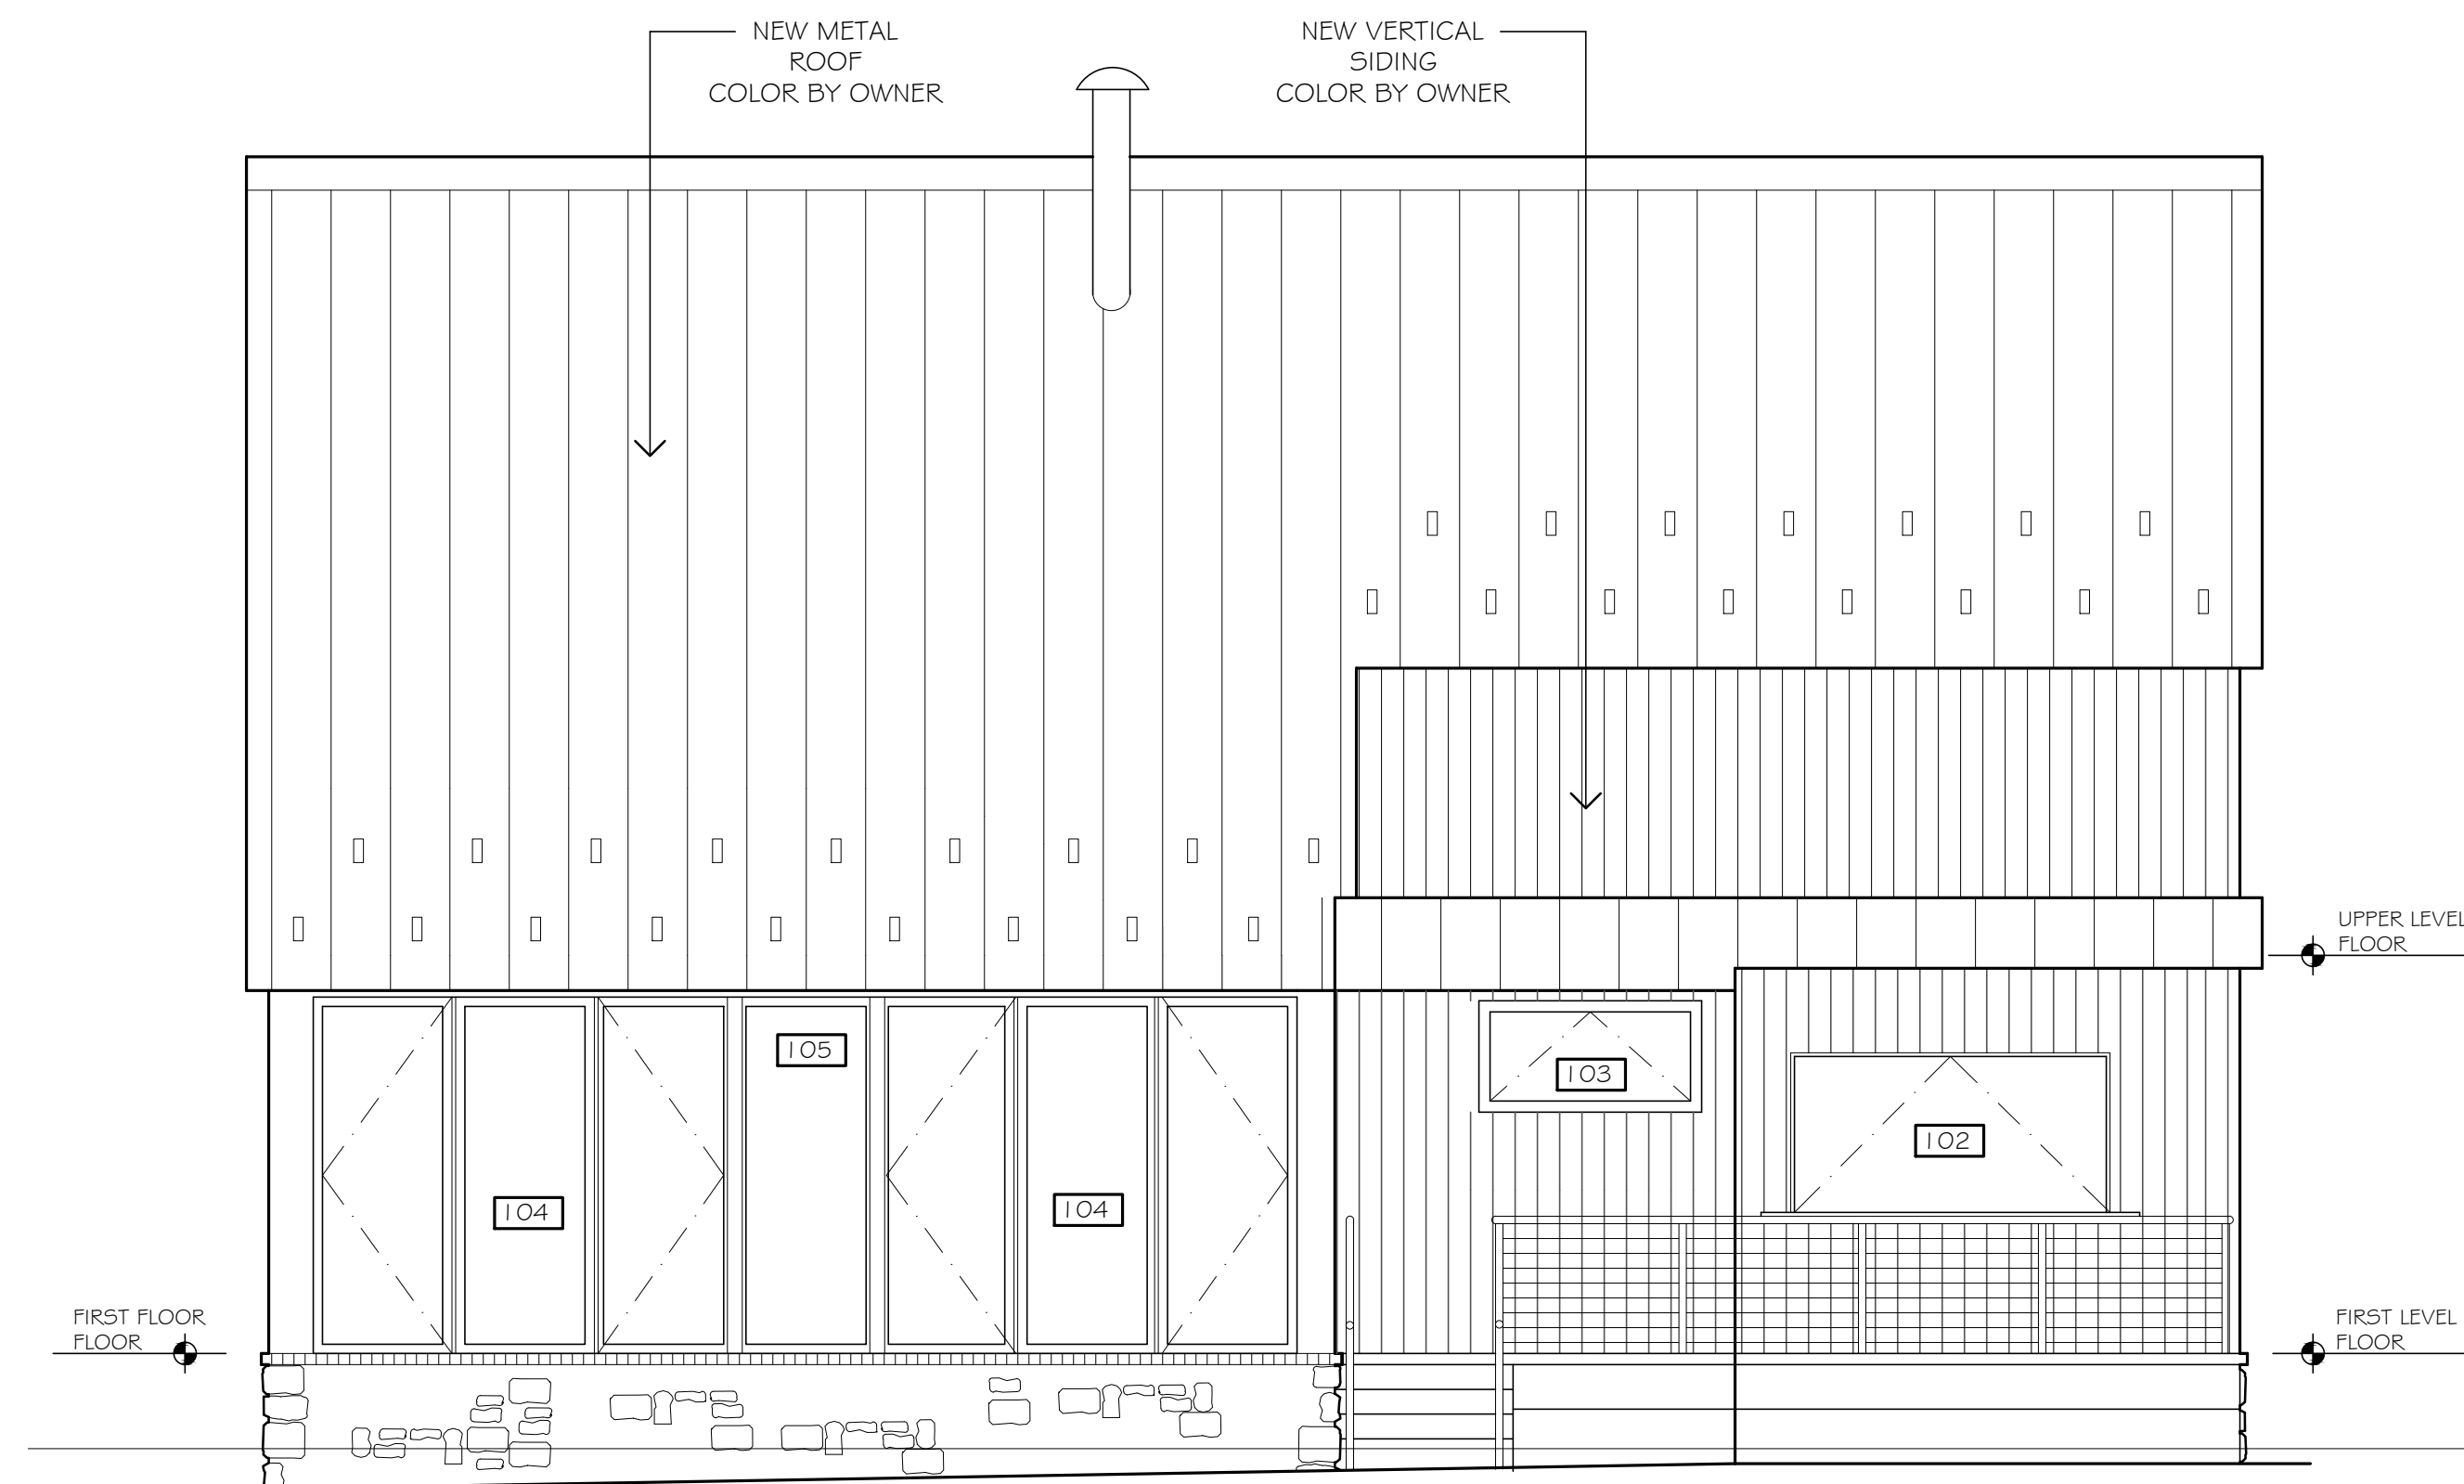 NEW METAL
ROOF
COLOR BY OWNER
NEW VERTICAL
SIDING
COLOR BY OWNER
UPPER LEVEL
FLOOR
105
103
102
104
104
FIRST FLOOR
FLOOR
FIRST LEVEL
FLOOR